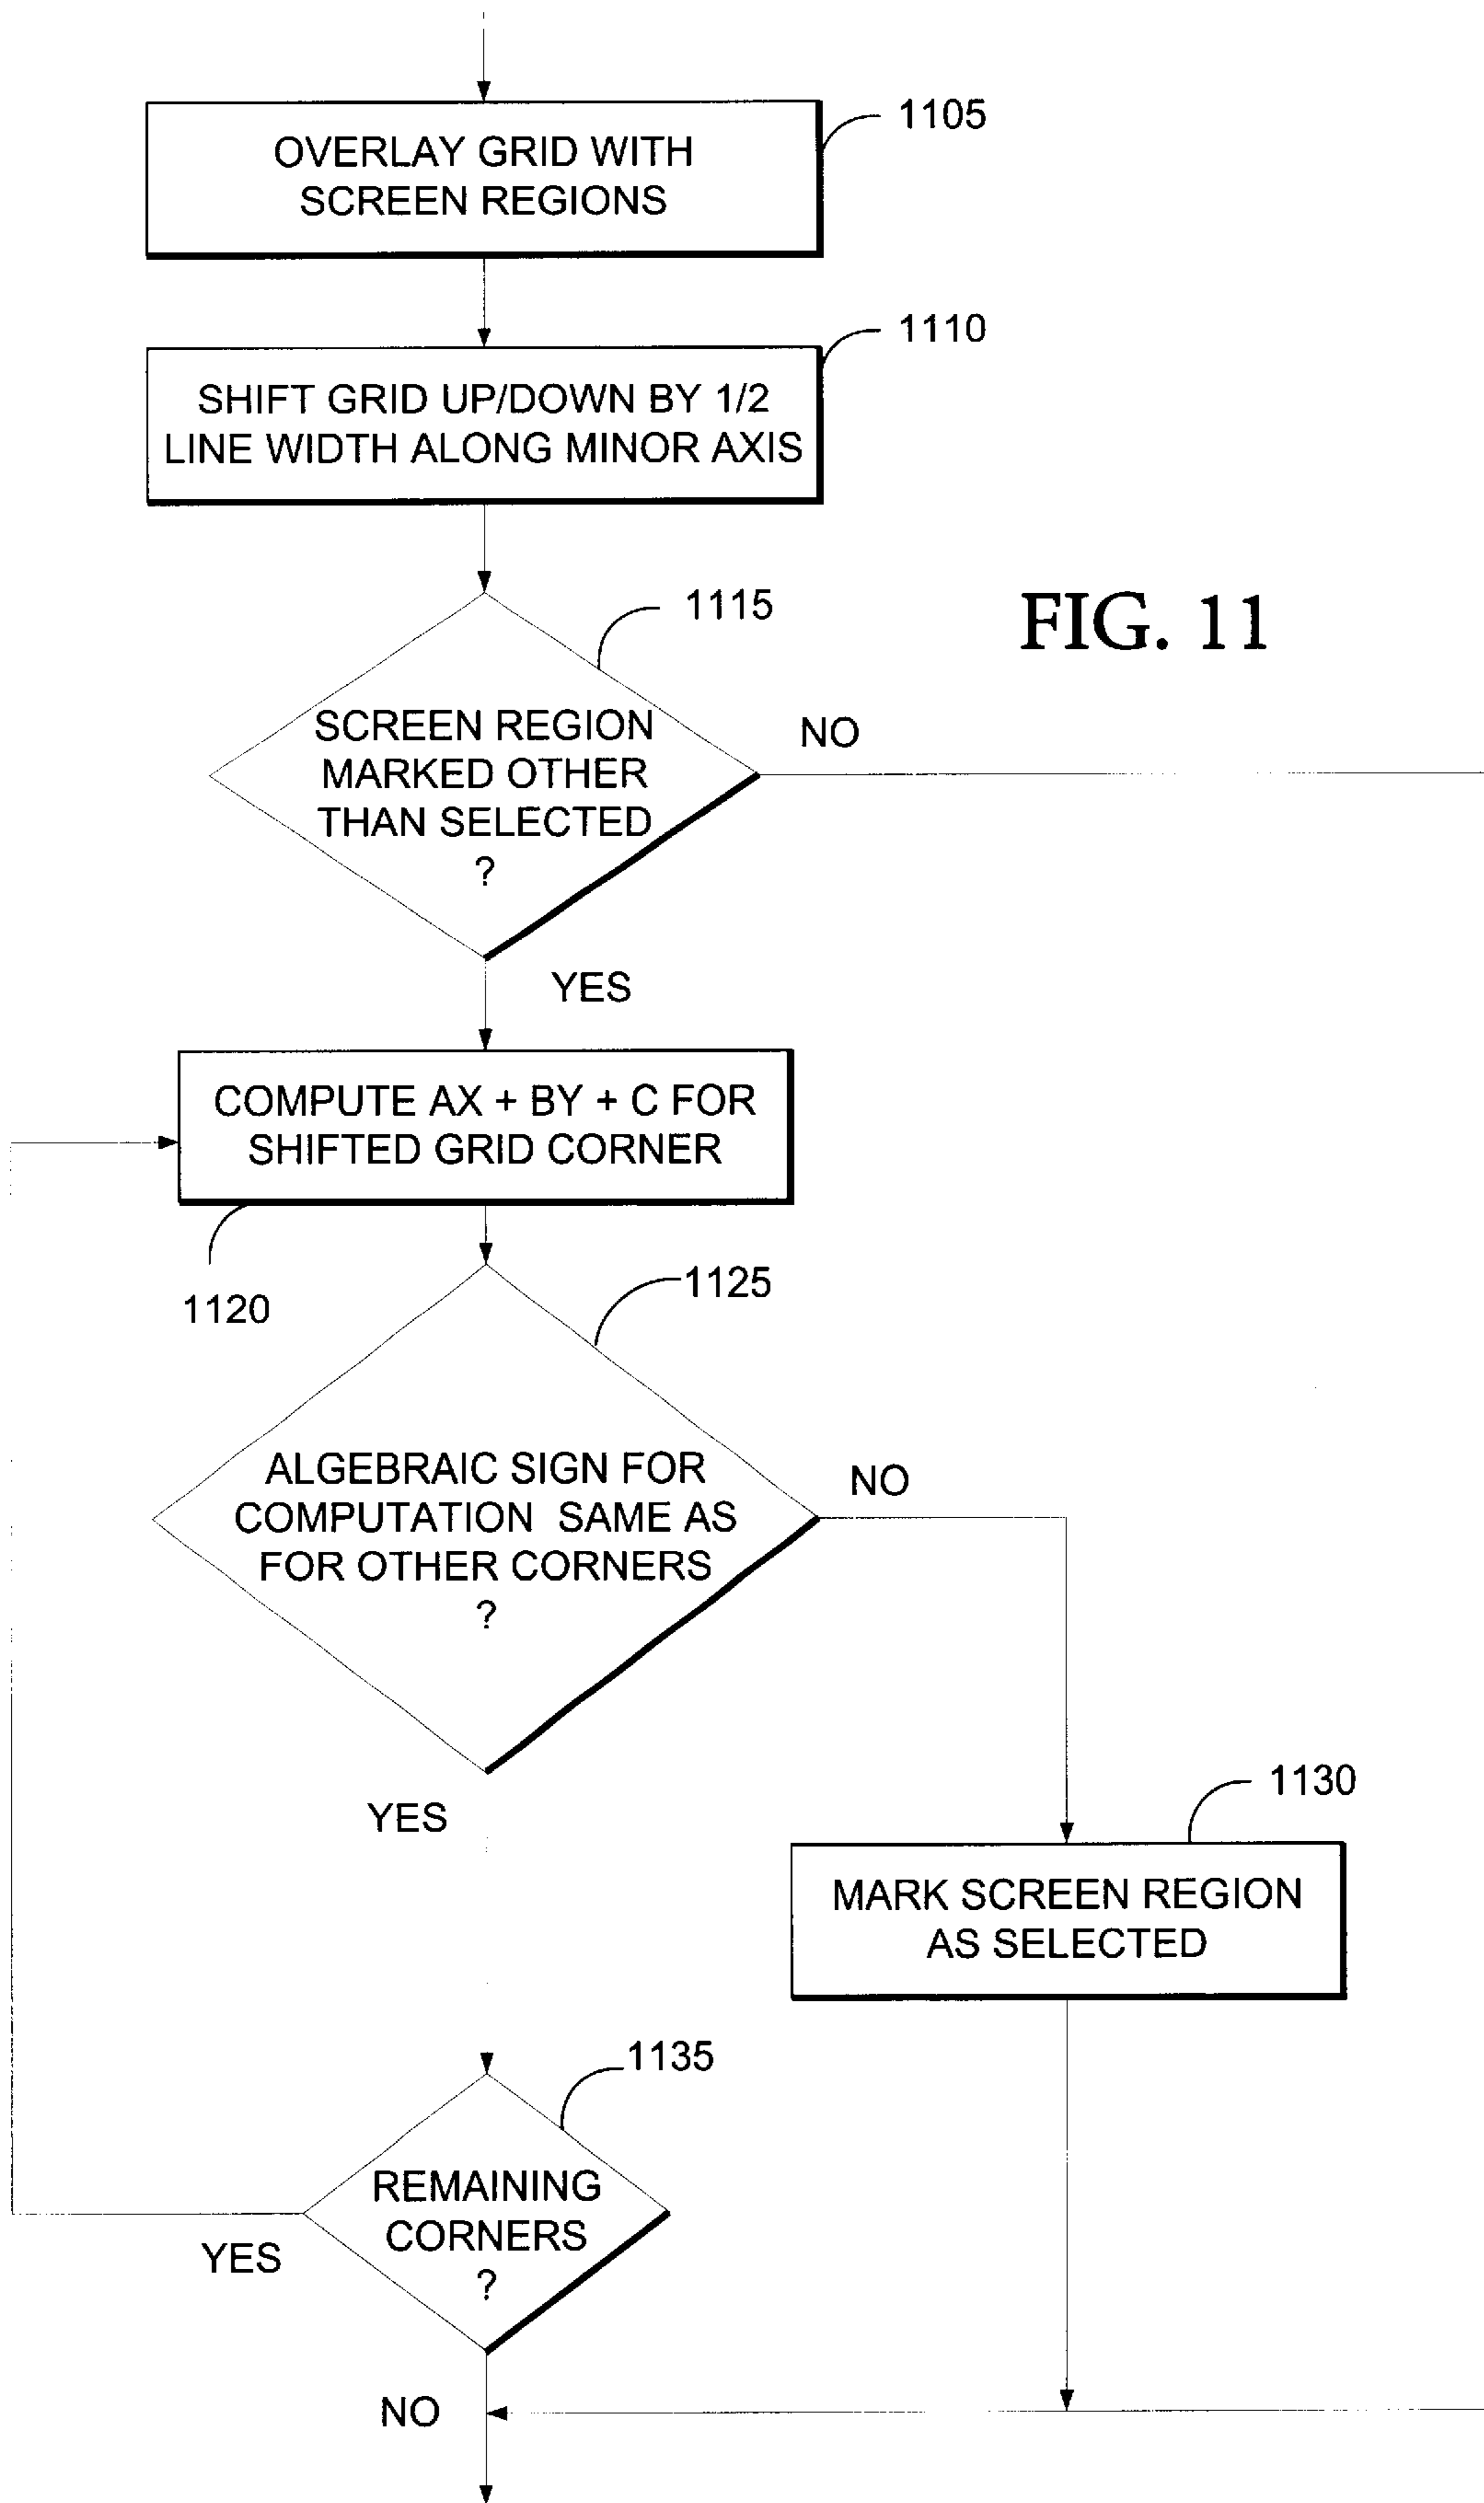 1105
OVERLAY GRID WITH
SCREEN REGIONS
1110
SHIFT GRID UP/DOWN BY 1/2
LINE WIDTH ALONG MINOR AXIS
FIG. 11
1115
SCREEN REGION
MARKED OTHER
THAN SELECTED
?
NO
YES
COMPUTE AX + BY + C FOR
SHIFTED GRID CORNER
1120
1125
ALGEBRAIC SIGN FOR
COMPUTATION SAME AS
FOR OTHER CORNERS
?
NO
YES
1130
MARK SCREEN REGION
AS SELECTED
1135
REMAINING
CORNERS
?
YES
NO